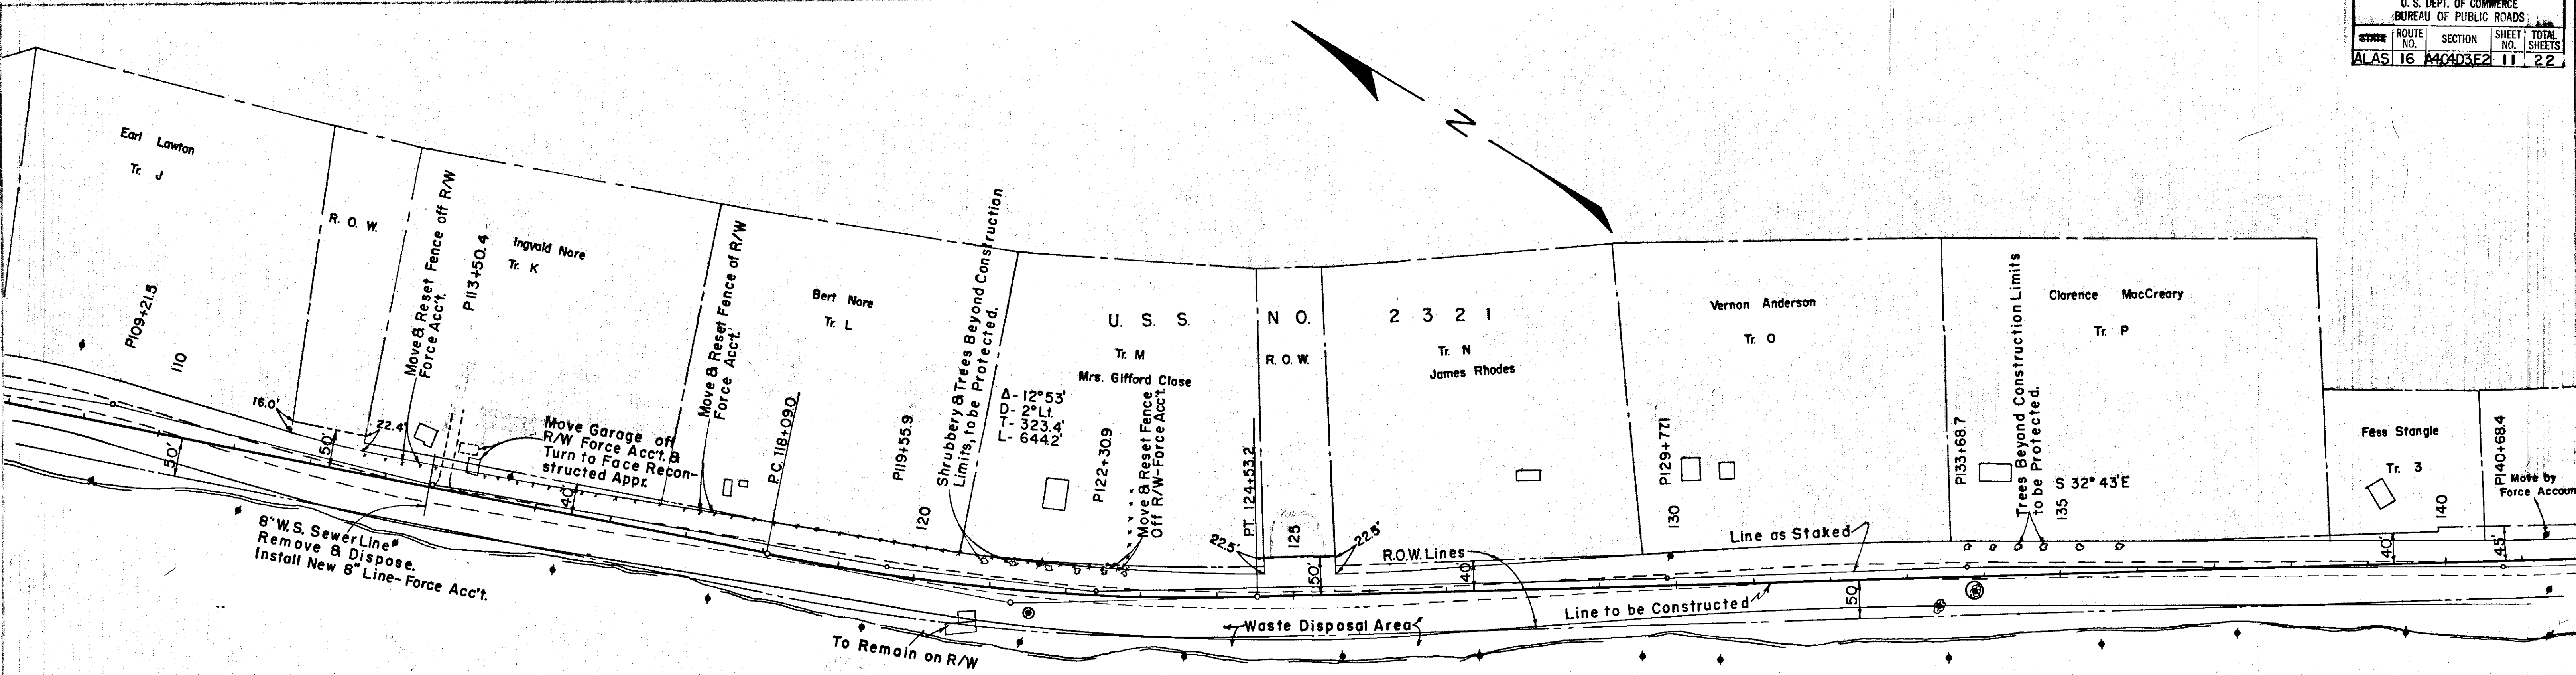 U. S. DEPT. OF COMMERCE
BUREAU OF PUBLIC ROADS
STATE ROUTE NO. SECTION SHEET NO. TOTAL SHEETS
ALAS 16 A4,04D3,E2 11 22
N
Earl Lawton
Tr. J
P109+21.5
110
R. O. W.
16.0'
50'
50'
22.4'
Move & Reset Fence off R/W
Force Acc't.
P113+50.4
Ingvald Nore
Tr. K
Move Garage off
R/W Force Acc't. &
Turn to Face Recon-
structed Appr.
40'
8" W.S. Sewer Line
Remove & Dispose.
Install New 8" Line-Force Acc't.
Move & Reset Fence of R/W
Force Acc't.
Bert Nore
Tr. L
P.C. 118+09.0
P119+55.9
120
Shrubbery & Trees Beyond Construction
Limits, to be Protected.
To Remain on R/W
U. S. S. NO. 2321
Tr. M
Mrs. Gifford Close
Δ- 12°53'
D- 2° Lt.
T- 323.4'
L- 644.2'
P122+30.9
Move & Reset Fence
Off R/W-Force Acc't.
P.T. 124+53.2
R. O. W.
22.5'
125
22.5'
50'
Waste Disposal Area
Tr. N
James Rhodes
R.O.W. Lines
40'
Vernon Anderson
Tr. O
P129+77.1
130
Line as Staked
Line to be Constructed
50'
P133+68.7
Trees Beyond Construction Limits
to be Protected.
Clarence MacCreary
Tr. P
S 32° 43' E
135
Fess Stangle
Tr. 3
40'
140
P140+68.4
45'
Move by
Force Accoun